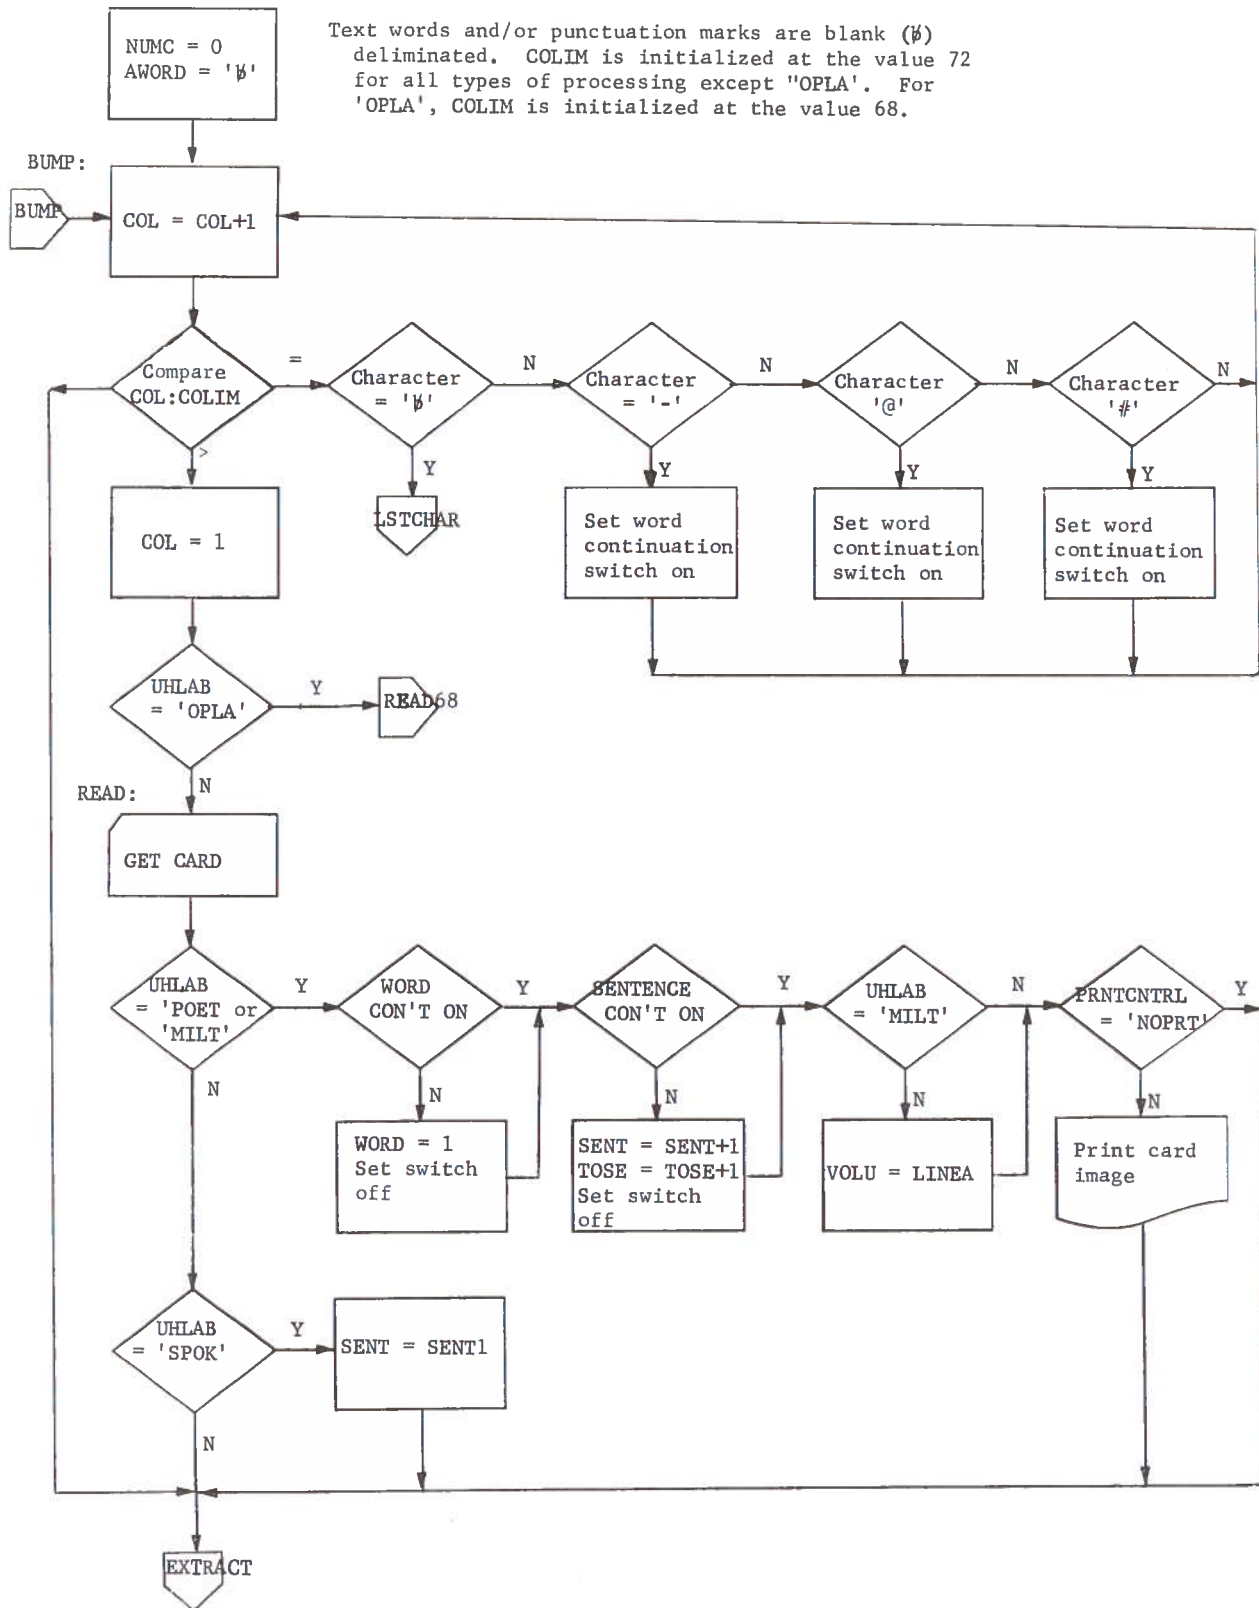 NUMC = 0
AWORD = 'b̸'
Text words and/or punctuation marks are blank (b̸)
deliminated. COLIM is initialized at the value 72
for all types of processing except "OPLA'. For
'OPLA', COLIM is initialized at the value 68.
BUMP:
BUMP
COL = COL+1
Compare
COL:COLIM
=
>
Character
= 'b̸'
N
Y
LSTCHAR
Character
= '-'
N
Y
Set word
continuation
switch on
Character
'@'
N
Y
Set word
continuation
switch on
Character
'#'
N
Y
Set word
continuation
switch on
COL = 1
UHLAB
= 'OPLA'
Y
READ68
N
READ:
GET CARD
UHLAB
= 'POET or
'MILT'
Y
N
WORD
CON'T ON
Y
N
WORD = 1
Set switch
off
SENTENCE
CON'T ON
Y
N
SENT = SENT+1
TOSE = TOSE+1
Set switch
off
UHLAB
= 'MILT'
N
N
VOLU = LINEA
PRNTCNTRL
= 'NOPRT'
Y
N
Print card
image
UHLAB
= 'SPOK'
Y
SENT = SENT1
N
EXTRACT